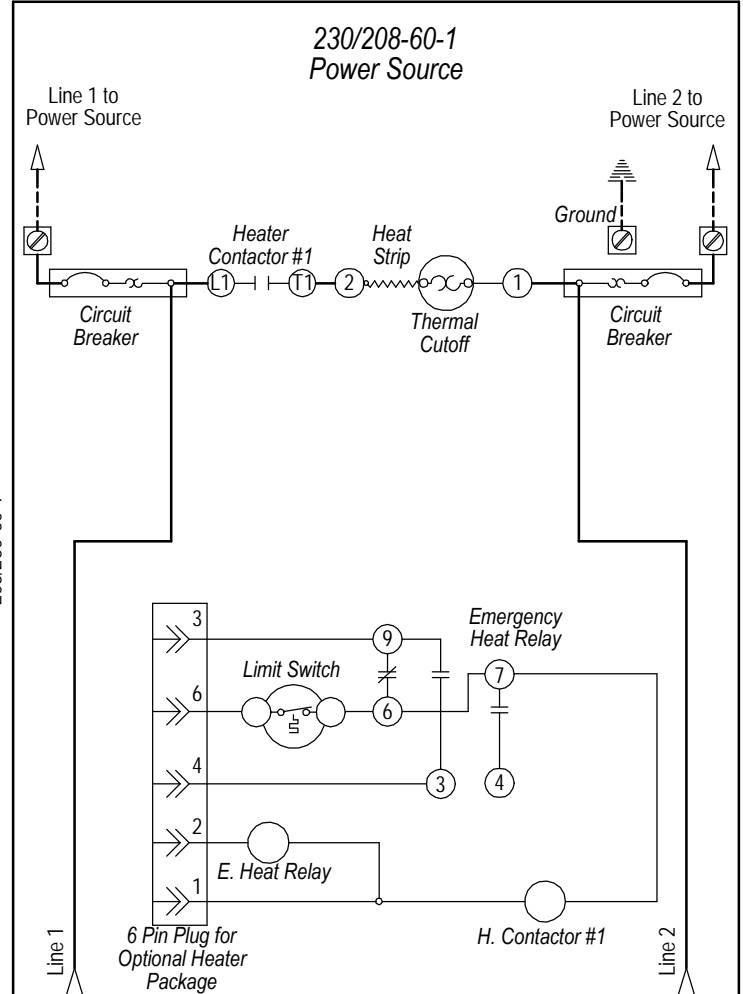 230/208-60-1
Power Source
Line 1 to
Power Source
Line 2 to
Power Source
Ground
Heater
Contactor #1
Heat
Strip
L1
T1
2
1
Circuit
Breaker
Thermal
Cutoff
Circuit
Breaker
3
9
Emergency
Heat Relay
Limit Switch
7
6
6
4
3
4
2
E. Heat Relay
1
H. Contactor #1
6 Pin Plug for
Optional Heater
Package
Line 1
Line 2